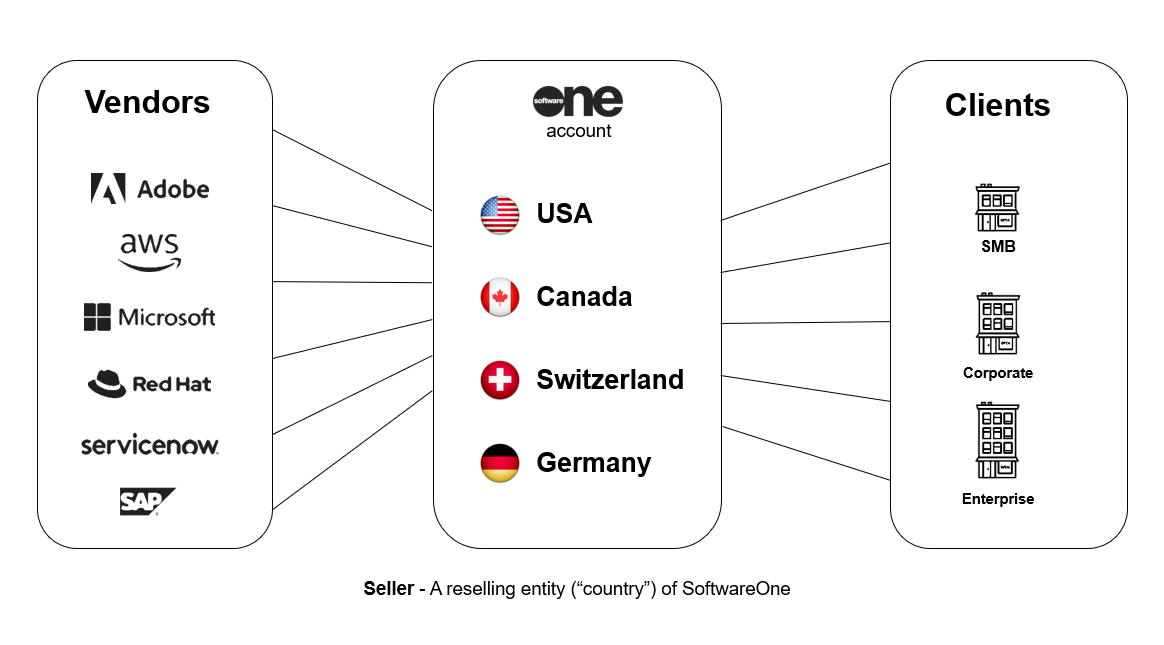 Vendors
Adobe
aws
Microsoft
Red Hat
servicenow
SAP
software one
account
USA
Canada
Switzerland
Germany
Clients
SMB
Corporate
Enterprise
Seller - A reselling entity (“country”) of SoftwareOne